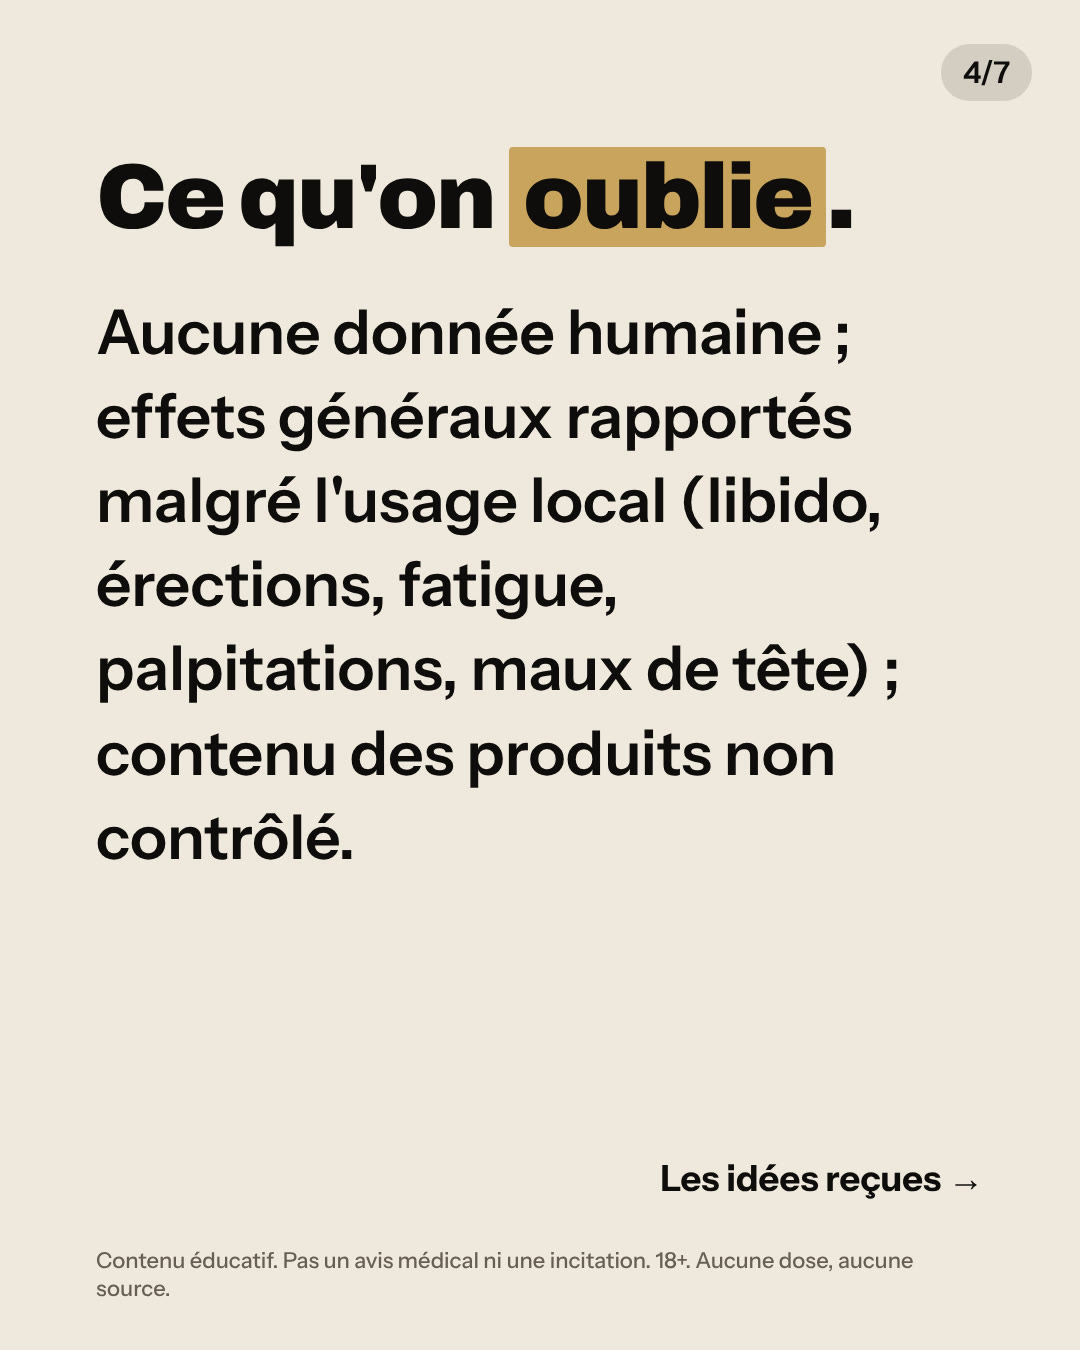 4/7
Ce qu'on oublie.
Aucune donnée humaine ;
effets généraux rapportés
malgré l'usage local (libido,
érections, fatigue,
palpitations, maux de tête) ;
contenu des produits non
contrôlé.
Les idées reçues →
Contenu éducatif. Pas un avis médical ni une incitation. 18+. Aucune dose, aucune
source.